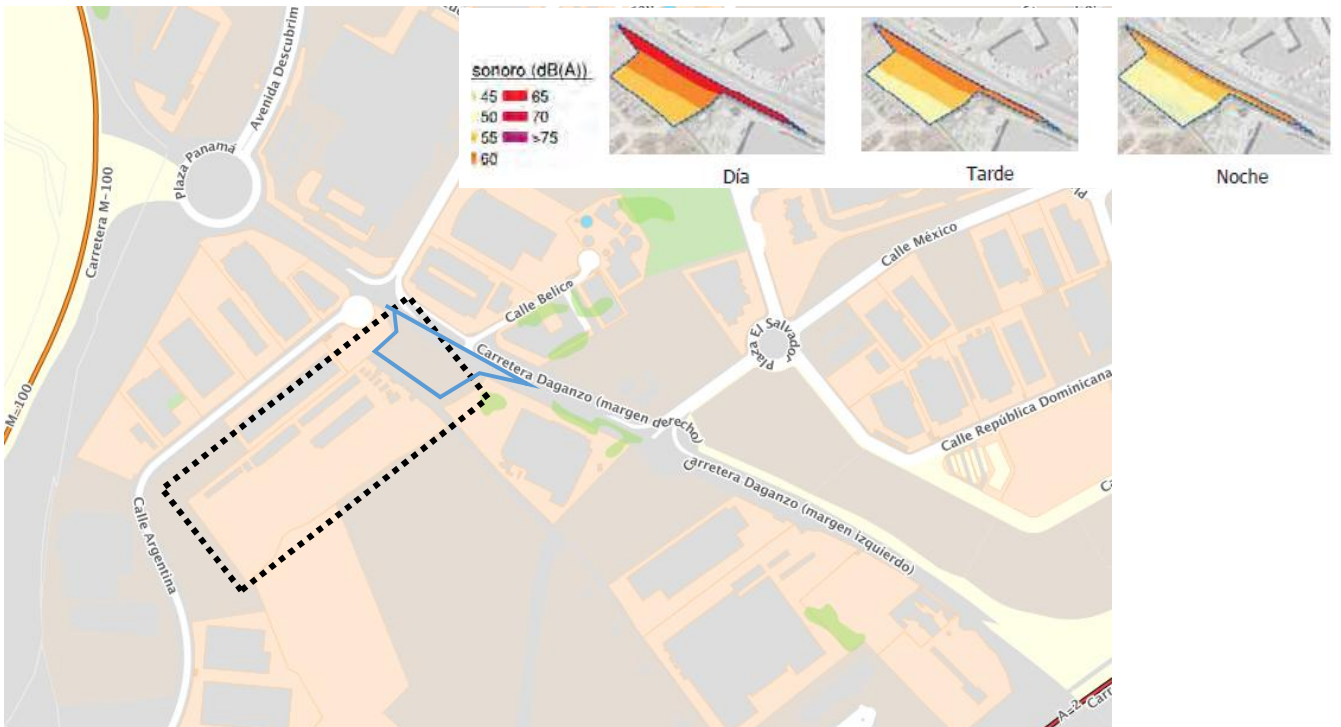 sonoro (dB(A))
45 65
50 70
55 >75
60
Día
Tarde
Noche
Avenida Descubrim
Plaza Panamá
Carretera M-100
M-100
Calle México
Calle Belice
Plaza El Salvador
Carretera Daganzo (margen derecho)
Calle República Dominicana
Carretera Daganzo (margen izquierdo)
Calle Argentina
A-2
Carr